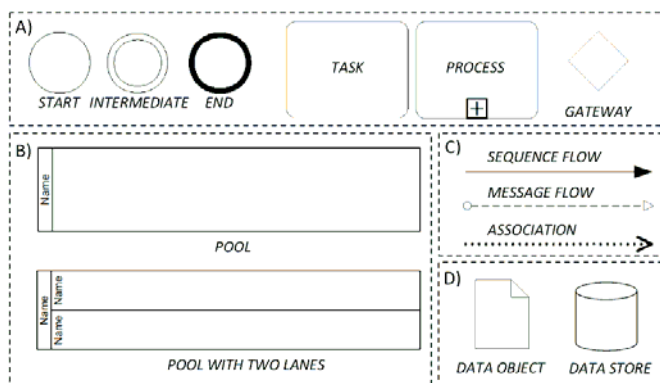 A)
START INTERMEDIATE END
TASK
PROCESS
GATEWAY
B)
Name
POOL
Name
Name
Name
POOL WITH TWO LANES
C)
SEQUENCE FLOW
MESSAGE FLOW
ASSOCIATION
D)
DATA OBJECT DATA STORE